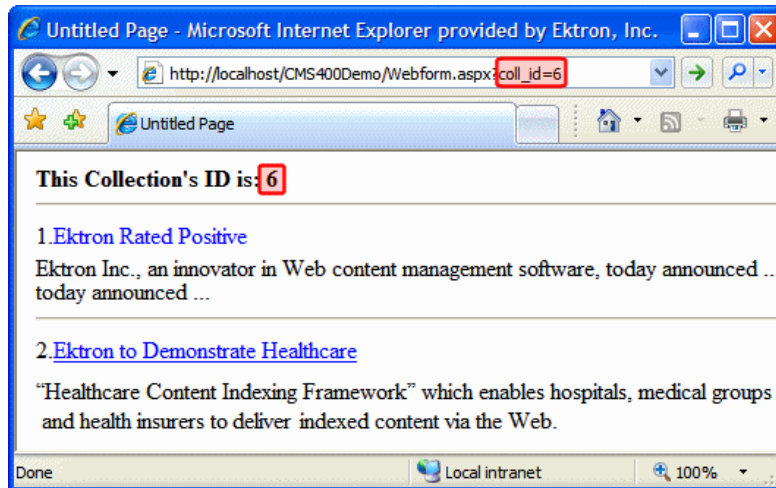 Untitled Page - Microsoft Internet Explorer provided by Ektron, Inc.
http://localhost/CMS400Demo/Webform.aspx?coll_id=6
Untitled Page
This Collection's ID is: 6
1.Ektron Rated Positive
Ektron Inc., an innovator in Web content management software, today announced ...
today announced ...
2.Ektron to Demonstrate Healthcare
“Healthcare Content Indexing Framework” which enables hospitals, medical groups
and health insurers to deliver indexed content via the Web.
Done Local intranet 100%